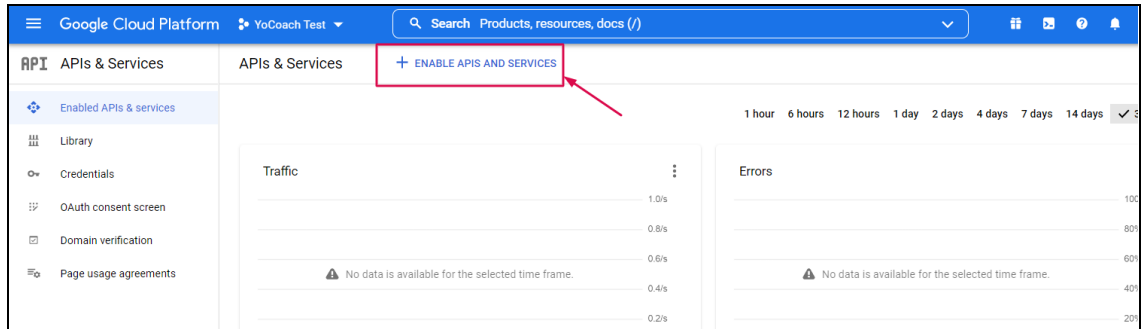 Google Cloud Platform YoCoach Test Search Products, resources, docs (/)
API APIs & Services
APIs & Services + ENABLE APIS AND SERVICES
Enabled APIs & services
Library
Credentials
OAuth consent screen
Domain verification
Page usage agreements
1 hour 6 hours 12 hours 1 day 2 days 4 days 7 days 14 days
Traffic
1.0/s
0.8/s
0.6/s
No data is available for the selected time frame.
0.4/s
0.2/s
Errors
80%
60%
No data is available for the selected time frame.
40%
20%